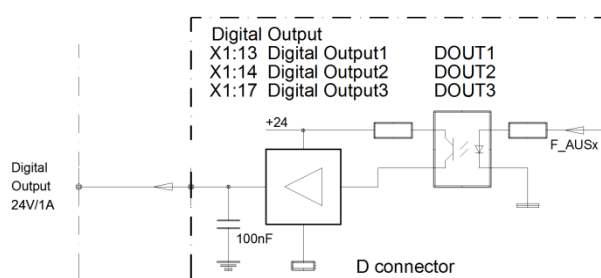 Digital Output
X1:13 Digital Output1 DOUT1
X1:14 Digital Output2 DOUT2
X1:17 Digital Output3 DOUT3
+24
F_AUSx
Digital
Output
24V/1A
100nF
D connector